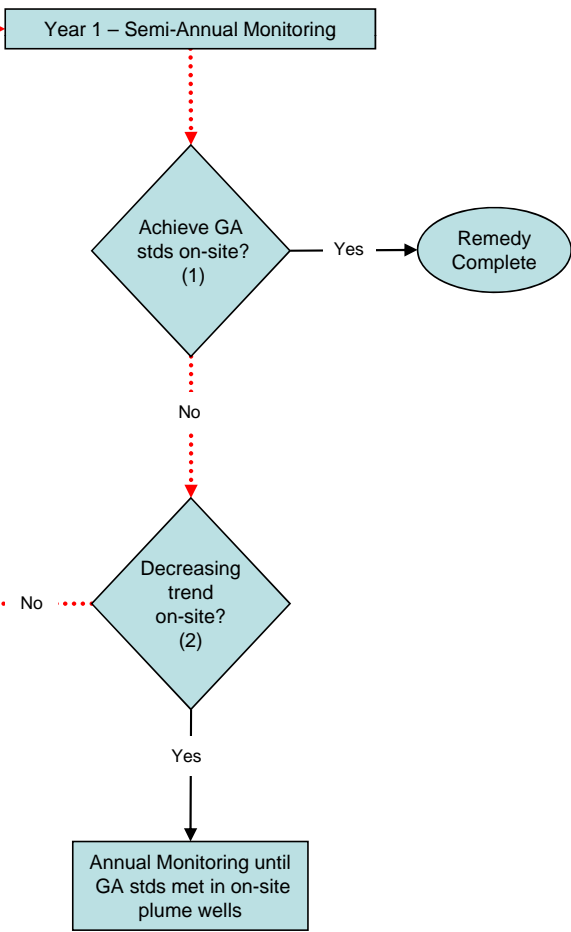 Year 1 – Semi-Annual Monitoring
Achieve GA
stds on-site?
(1)
Yes
Remedy
Complete
No
Decreasing
trend
on-site?
(2)
No
Yes
Annual Monitoring until
GA stds met in on-site
plume wells